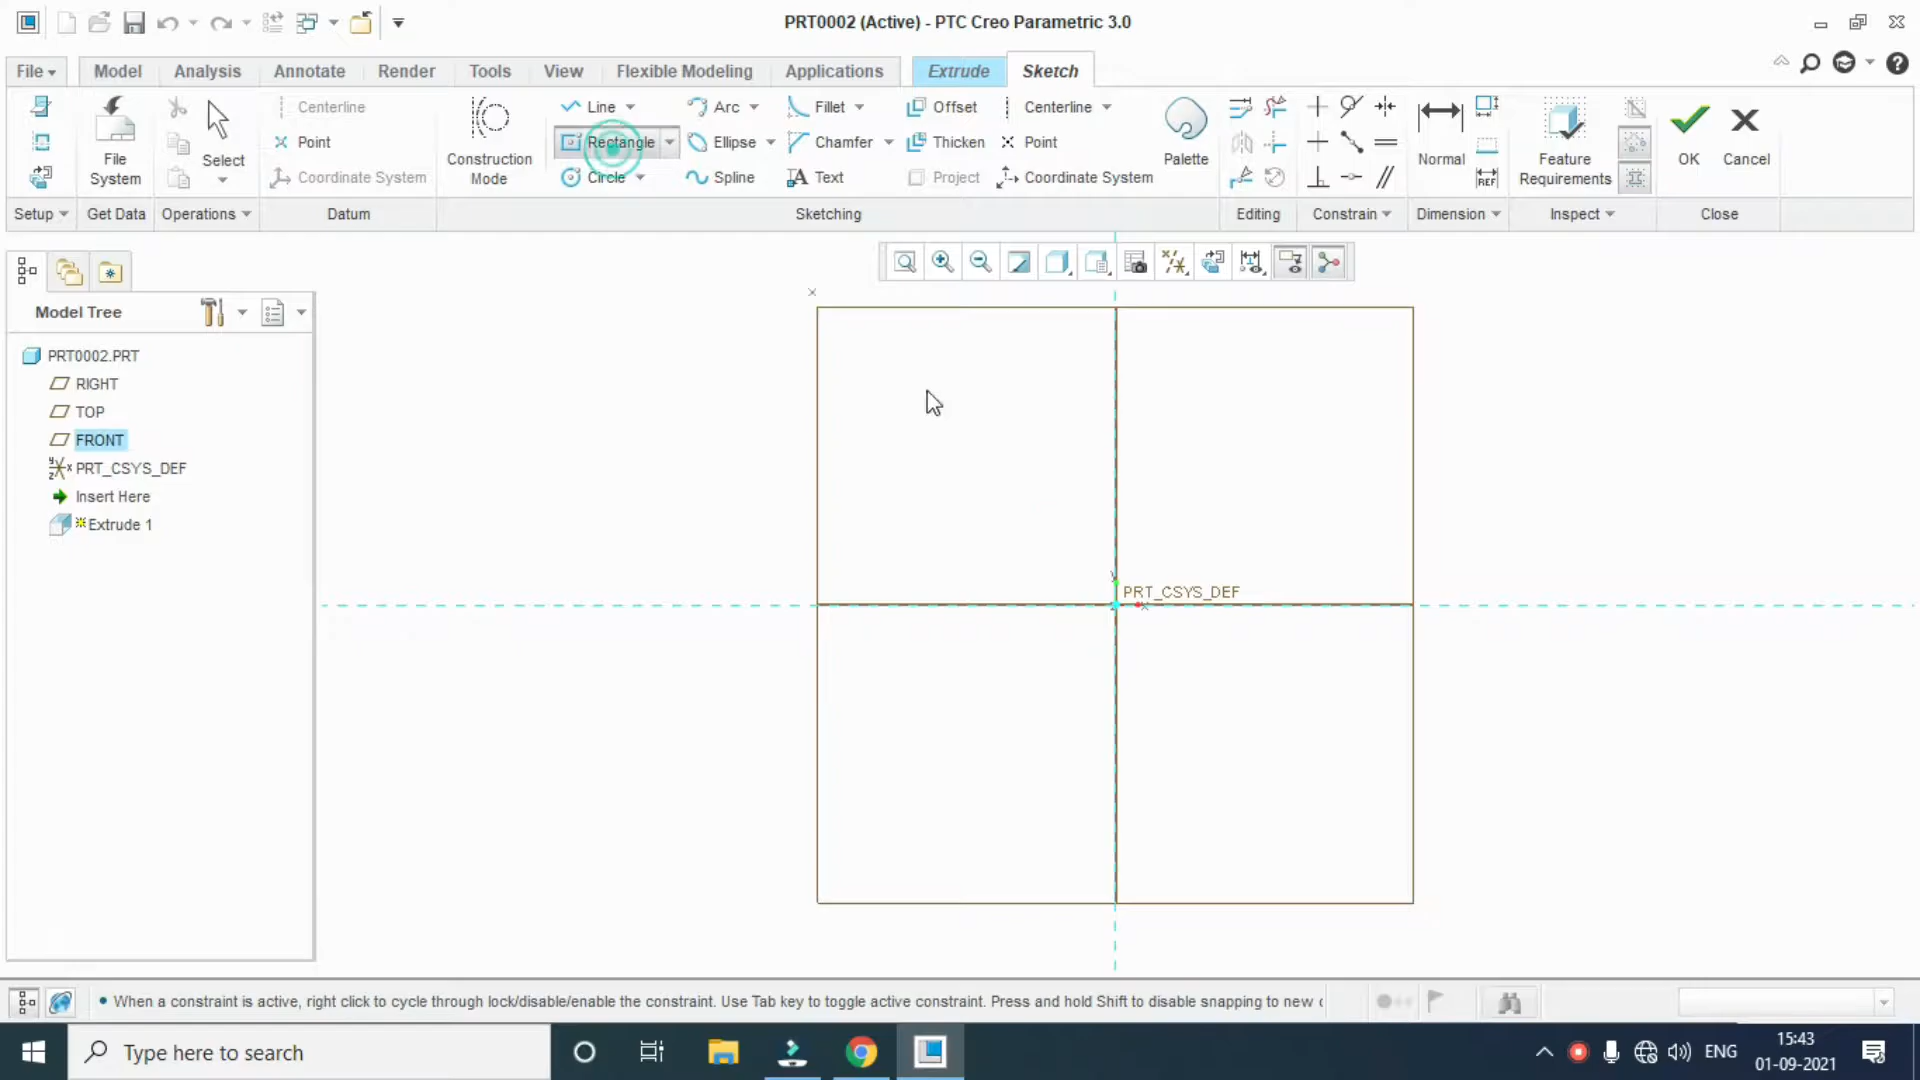 PRT0002 (Active) - PTC Creo Parametric 3.0
File Model Analysis Annotate Render Tools View Flexible Modeling Applications Extrude Sketch
File System
Select
Centerline
Point
Coordinate System
Construction Mode
Line
Rectangle
Circle
Arc
Ellipse
Spline
Fillet
Chamfer
Text
Offset
Thicken
Project
Centerline
Point
Coordinate System
Palette
Normal
REF
Feature Requirements
OK
Cancel
Setup Get Data Operations Datum Sketching Editing Constrain Dimension Inspect Close
Model Tree
PRT0002.PRT
RIGHT
TOP
FRONT
PRT_CSYS_DEF
Insert Here
Extrude 1
PRT_CSYS_DEF
When a constraint is active, right click to cycle through lock/disable/enable the constraint. Use Tab key to toggle active constraint. Press and hold Shift to disable snapping to new
Type here to search
ENG
15:43
01-09-2021